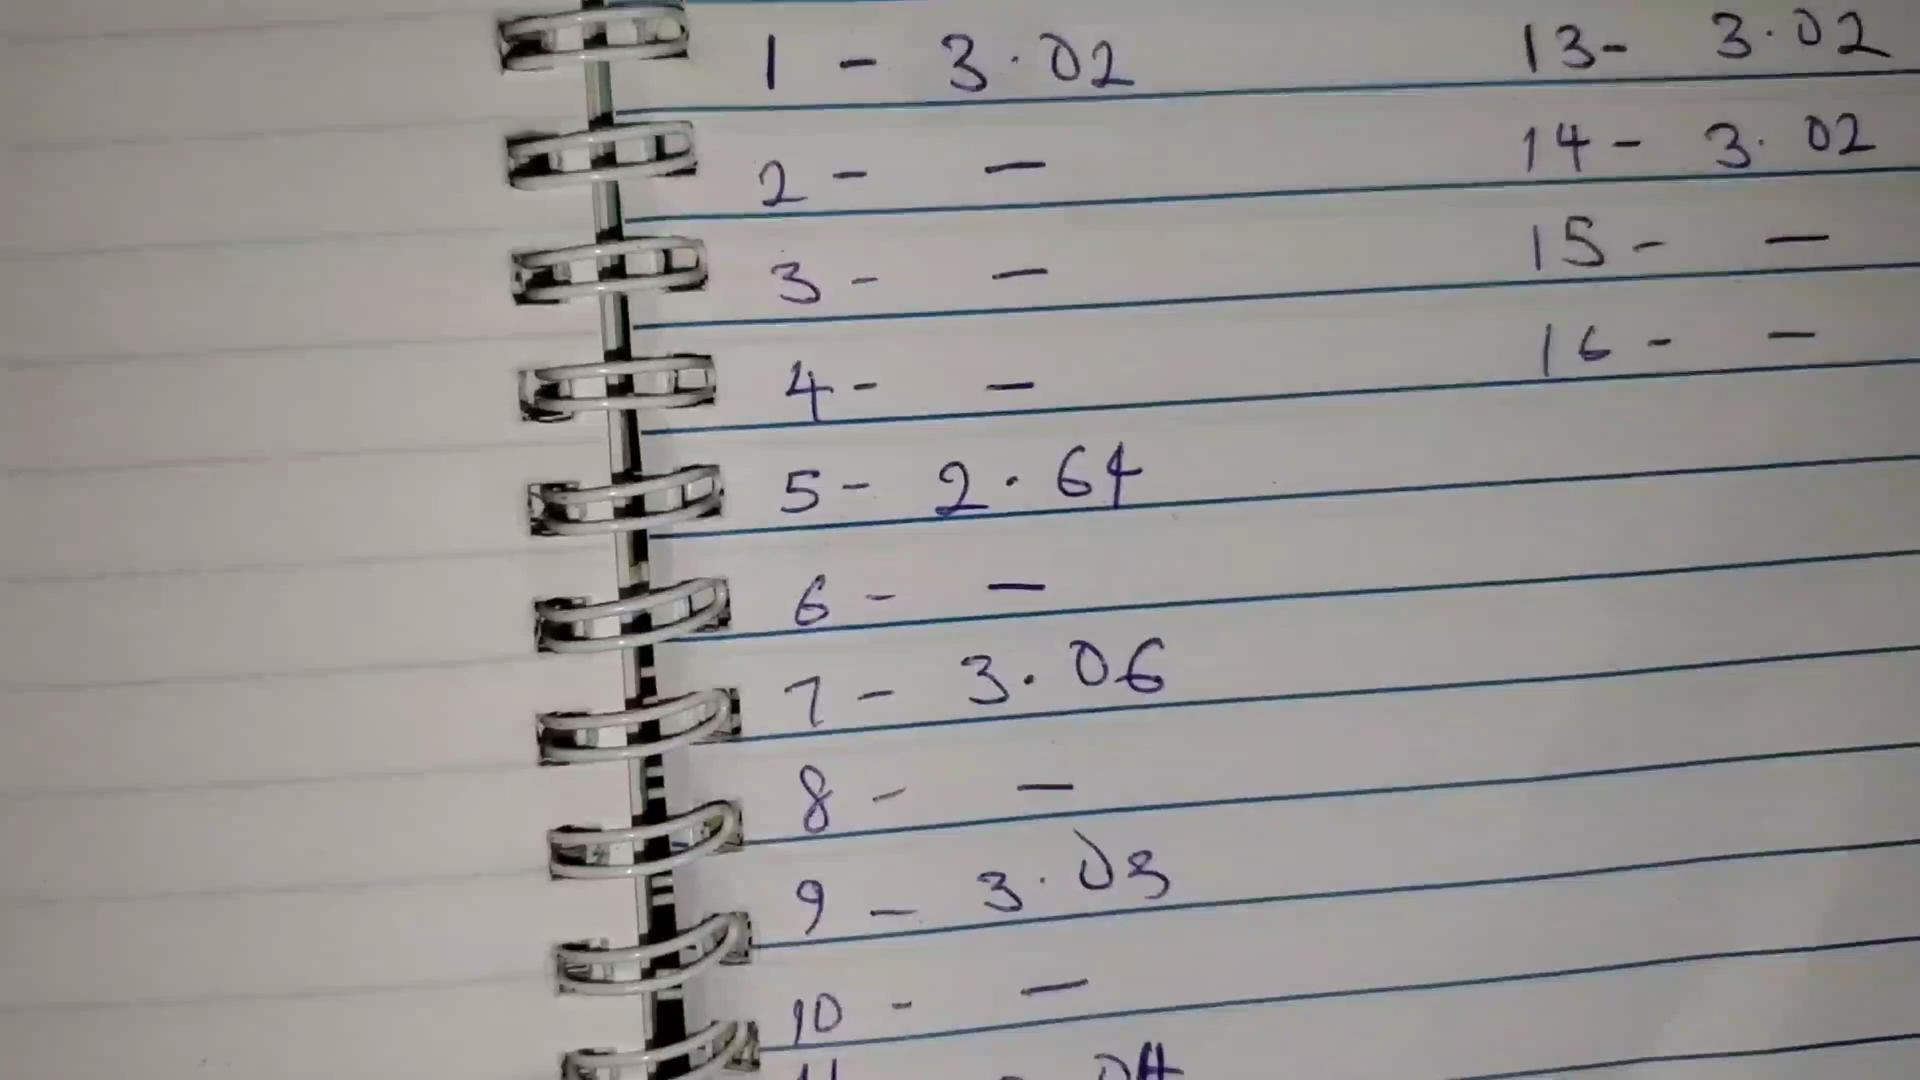 1 - 3.02
2 - -
3 - -
4 - -
5 - 2.64
6 - -
7 - 3.06
8 - -
9 - 3.03
10 - -
13 - 3.02
14 - 3.02
15 - -
16 - -